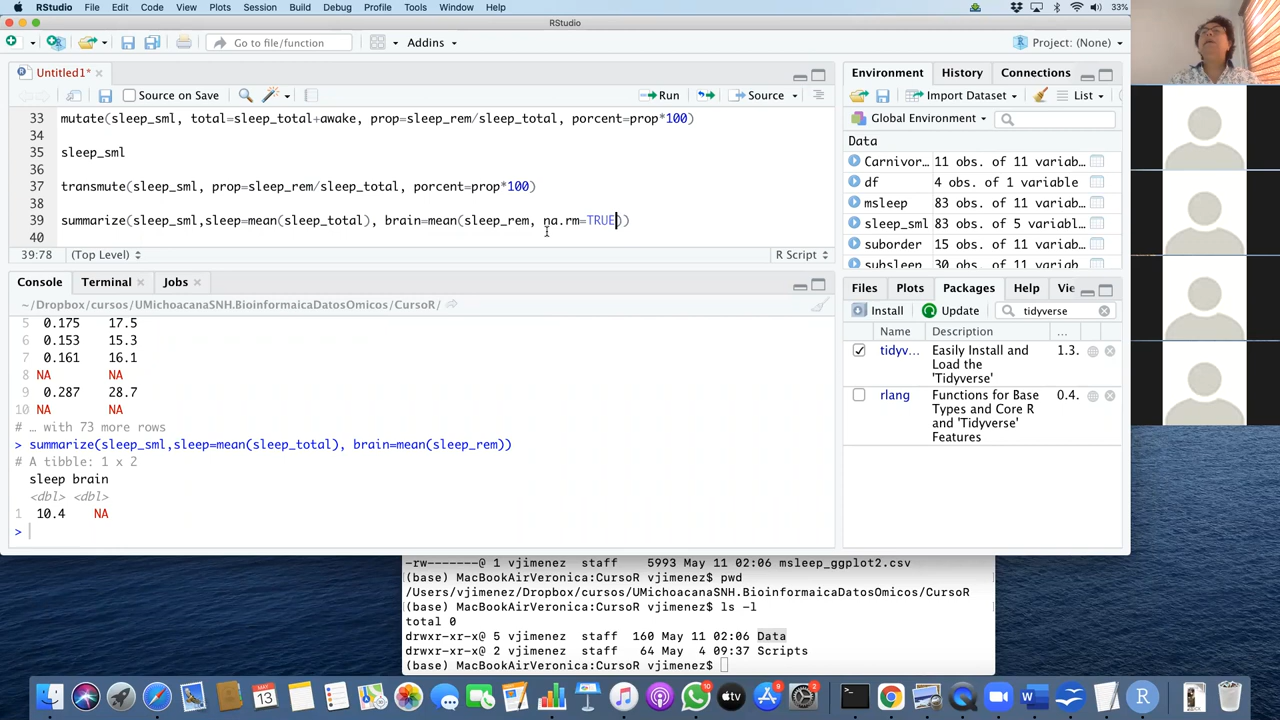 RStudio File Edit Code View Plots Session Build Debug Profile Tools Window Help 33%
RStudio
Go to file/function Addins Project: (None)
Untitled1*
Source on Save Run Source
33 mutate(sleep_sml, total=sleep_total+awake, prop=sleep_rem/sleep_total, porcent=prop*100)
34
35 sleep_sml
36
37 transmute(sleep_sml, prop=sleep_rem/sleep_total, porcent=prop*100)
38
39 summarize(sleep_sml,sleep=mean(sleep_total), brain=mean(sleep_rem, na.rm=TRUE))
40
39:78 (Top Level) R Script
Console Terminal Jobs
~/Dropbox/cursos/UMichoacanaSNH.BioinformaicaDatosOmicos/CursoR/
5 0.175 17.5
6 0.153 15.3
7 0.161 16.1
8 NA NA
9 0.287 28.7
10 NA NA
# … with 73 more rows
> summarize(sleep_sml,sleep=mean(sleep_total), brain=mean(sleep_rem))
# A tibble: 1 x 2
sleep brain
<dbl> <dbl>
1 10.4 NA
>
Environment History Connections
Import Dataset List
Global Environment
Data
Carnivor… 11 obs. of 11 variab…
df 4 obs. of 1 variable
msleep 83 obs. of 11 variab…
sleep_sml 83 obs. of 5 variabl…
suborder 15 obs. of 11 variab…
subsleep 30 obs. of 11 variab…
Files Plots Packages Help Vie
Install Update tidyverse
Name Description ...
tidyv… Easily Install and Load the 'Tidyverse' 1.3.
rlang Functions for Base Types and Core R and 'Tidyverse' Features 0.4.
-rw-------@ 1 vjimenez staff 5993 May 11 02:06 msleep_ggplot2.csv
(base) MacBookAirVeronica:CursoR vjimenez$ pwd
/Users/vjimenez/Dropbox/cursos/UMichoacanaSNH.BioinformaicaDatosOmicos/CursoR
(base) MacBookAirVeronica:CursoR vjimenez$ ls -l
total 0
drwxr-xr-x@ 5 vjimenez staff 160 May 11 02:06 Data
drwxr-xr-x@ 2 vjimenez staff 64 May 4 09:37 Scripts
(base) MacBookAirVeronica:CursoR vjimenez$
MAY
13
10
tv
9
2
W
R